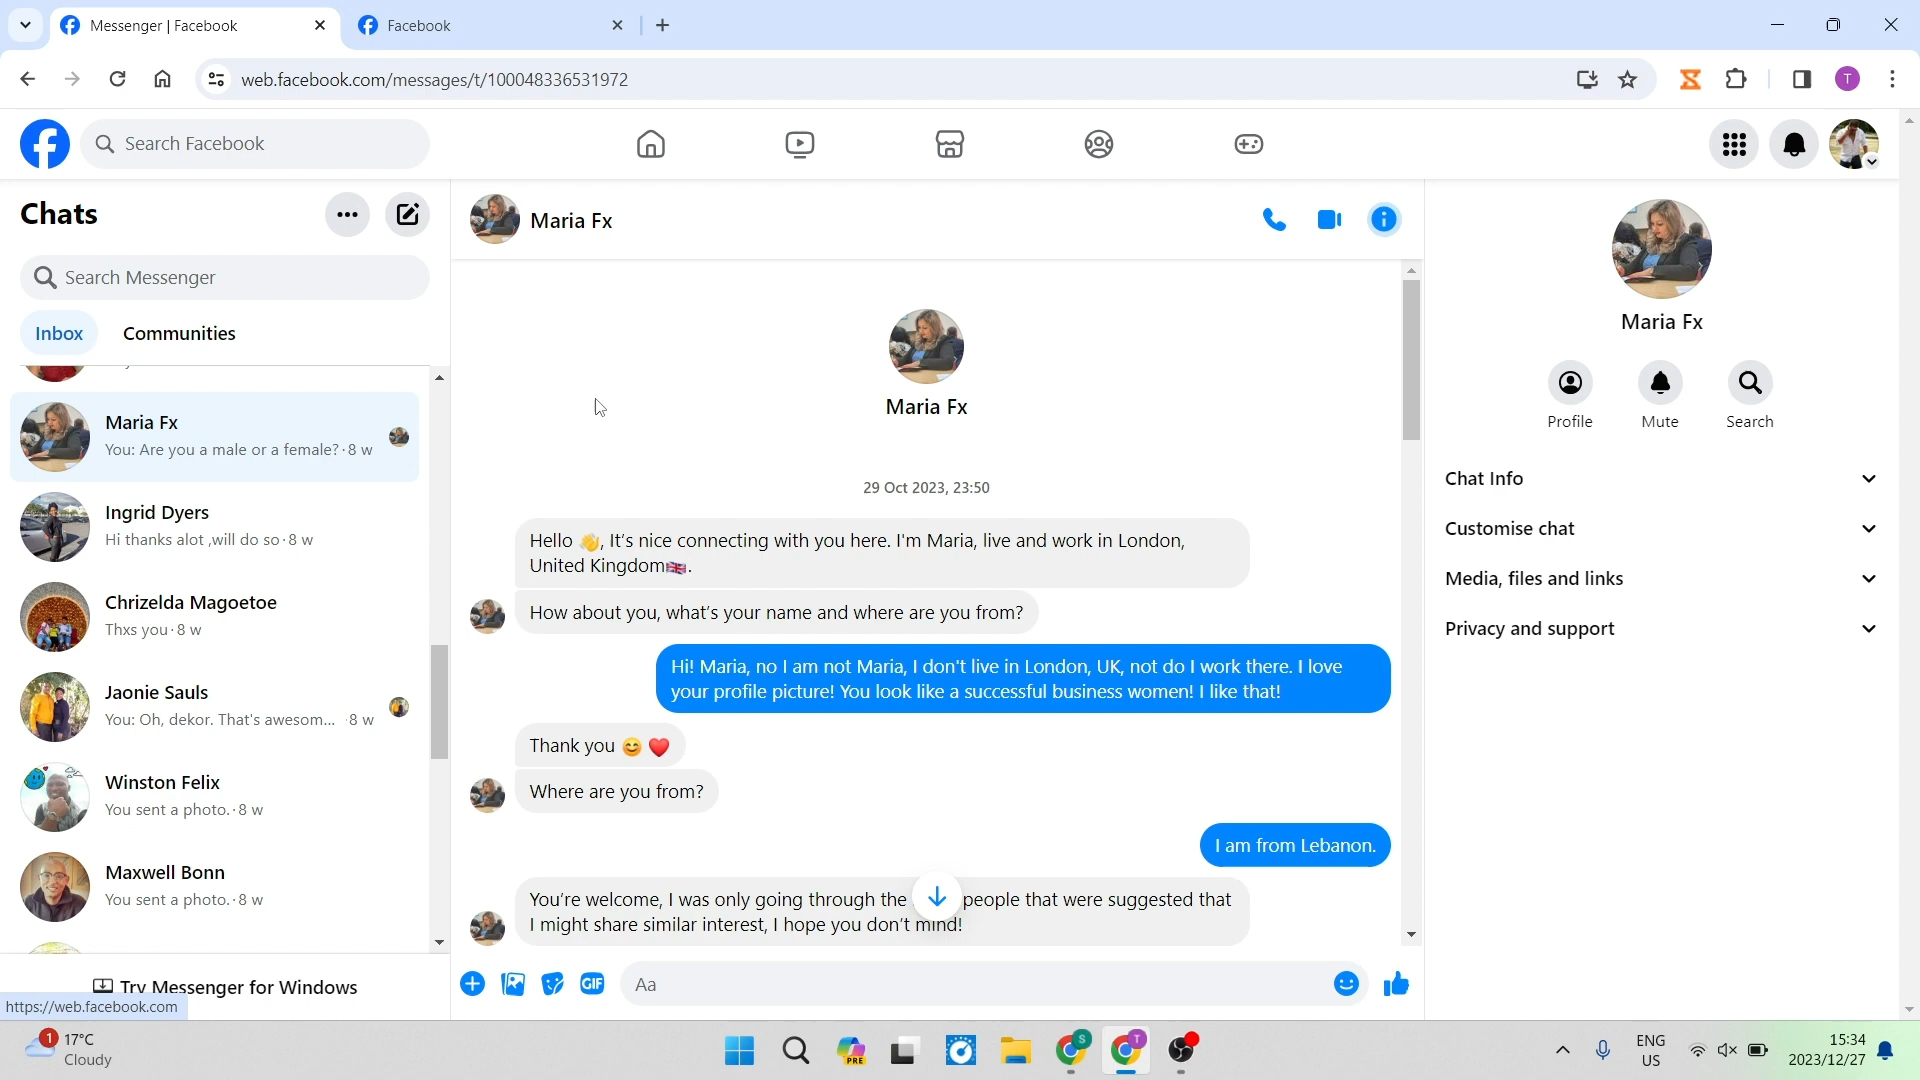 Messenger | Facebook
Facebook
web.facebook.com/messages/t/100048336531972
T
Search Facebook
Chats
Search Messenger
Inbox
Communities
Maria Fx
You: Are you a male or a female? · 8 w
Ingrid Dyers
Hi thanks alot ,will do so · 8 w
Chrizelda Magoetoe
Thxs you · 8 w
Jaonie Sauls
You: Oh, dekor. That's awesom... · 8 w
Winston Felix
You sent a photo. · 8 w
Maxwell Bonn
You sent a photo. · 8 w
Try Messenger for Windows
https://web.facebook.com
Maria Fx
Maria Fx
29 Oct 2023, 23:50
Hello 👋, It's nice connecting with you here. I'm Maria, live and work in London,
United Kingdom🇬🇧.
How about you, what's your name and where are you from?
Hi! Maria, no I am not Maria, I don't live in London, UK, not do I work there. I love
your profile picture! You look like a successful business women! I like that!
Thank you 😊 ❤️
Where are you from?
I am from Lebanon.
You're welcome, I was only going through the people that were suggested that
I might share similar interest, I hope you don't mind!
GIF
Aa
Maria Fx
Profile
Mute
Search
Chat Info
Customise chat
Media, files and links
Privacy and support
1
17°C
Cloudy
PRE
S
T
ENG
US
15:34
2023/12/27